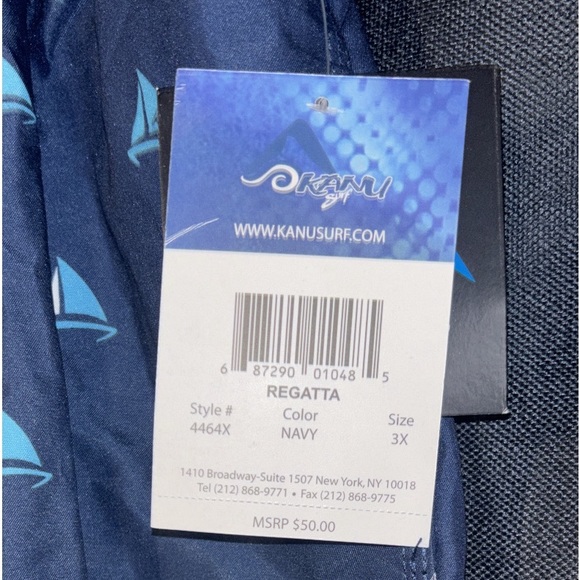 KANU
Surf
WWW.KANUSURF.COM
6 87290 01048 5
REGATTA
Style # Color Size
4464X NAVY 3X
1410 Broadway-Suite 1507 New York, NY 10018
Tel (212) 868-9771 • Fax (212) 868-9775
MSRP $50.00